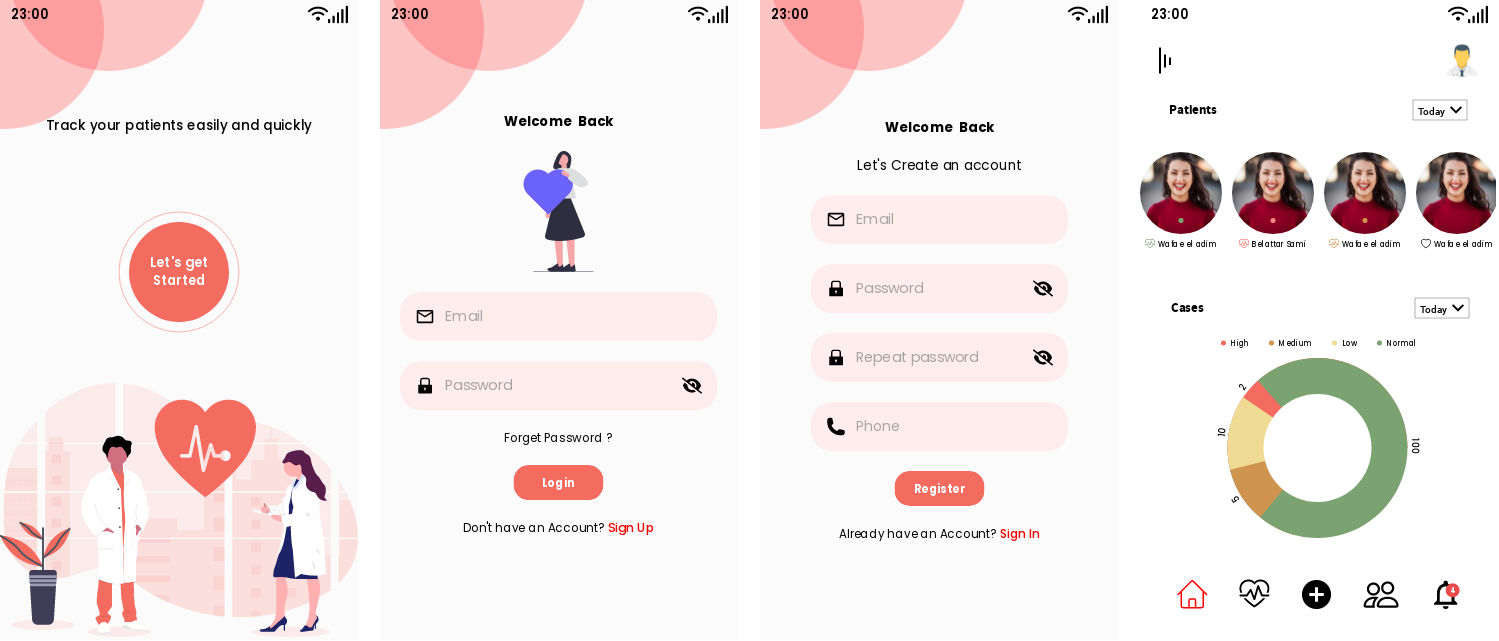 23:00
Track your patients easily and quickly
Let's get
Started
23:00
Welcome Back
Email
Password
Forget Password ?
Login
Don't have an Account? Sign Up
23:00
Welcome Back
Let's Create an account
Email
Password
Repeat password
Phone
Register
Already have an Account? Sign In
23:00
Patients
Today
Wafae el adim
Belattar Sami
Wafae el adim
Wafae el adim
Cases
Today
High
Medium
Low
Normal
2
10
5
100
4